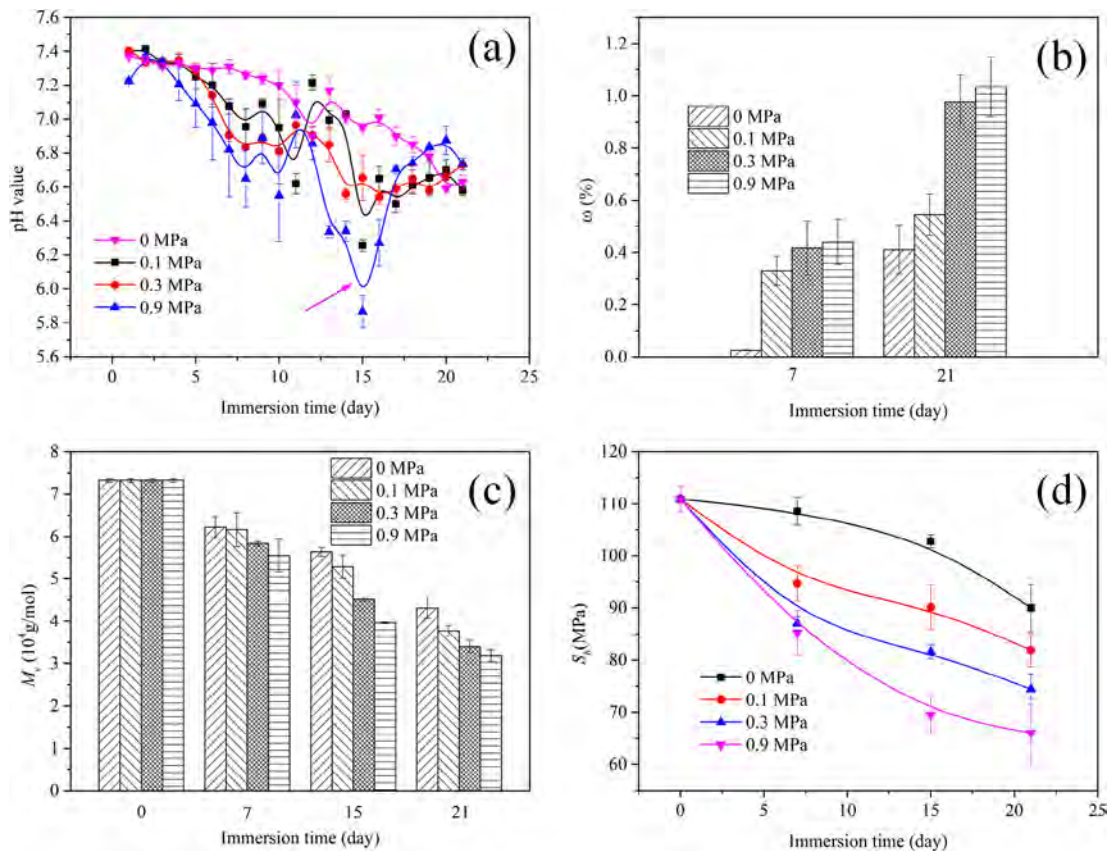 (a)
7.6
7.4
7.2
7.0
6.8
6.6
6.4
6.2
6.0
5.8
5.6
pH value
0 MPa
0.1 MPa
0.3 MPa
0.9 MPa
0 5 10 15 20 25
Immersion time (day)
(b)
1.2
1.0
0.8
0.6
0.4
0.2
0.0
ω (%)
0 MPa
0.1 MPa
0.3 MPa
0.9 MPa
7 21
Immersion time (day)
(c)
8
7
6
5
4
3
2
1
0
(10⁴g/mol)
0 MPa
0.1 MPa
0.3 MPa
0.9 MPa
0 7 15 21
Immersion time (day)
(d)
120
110
100
90
80
70
60
(MPa)
0 MPa
0.1 MPa
0.3 MPa
0.9 MPa
0 5 10 15 20 25
Immersion time (day)